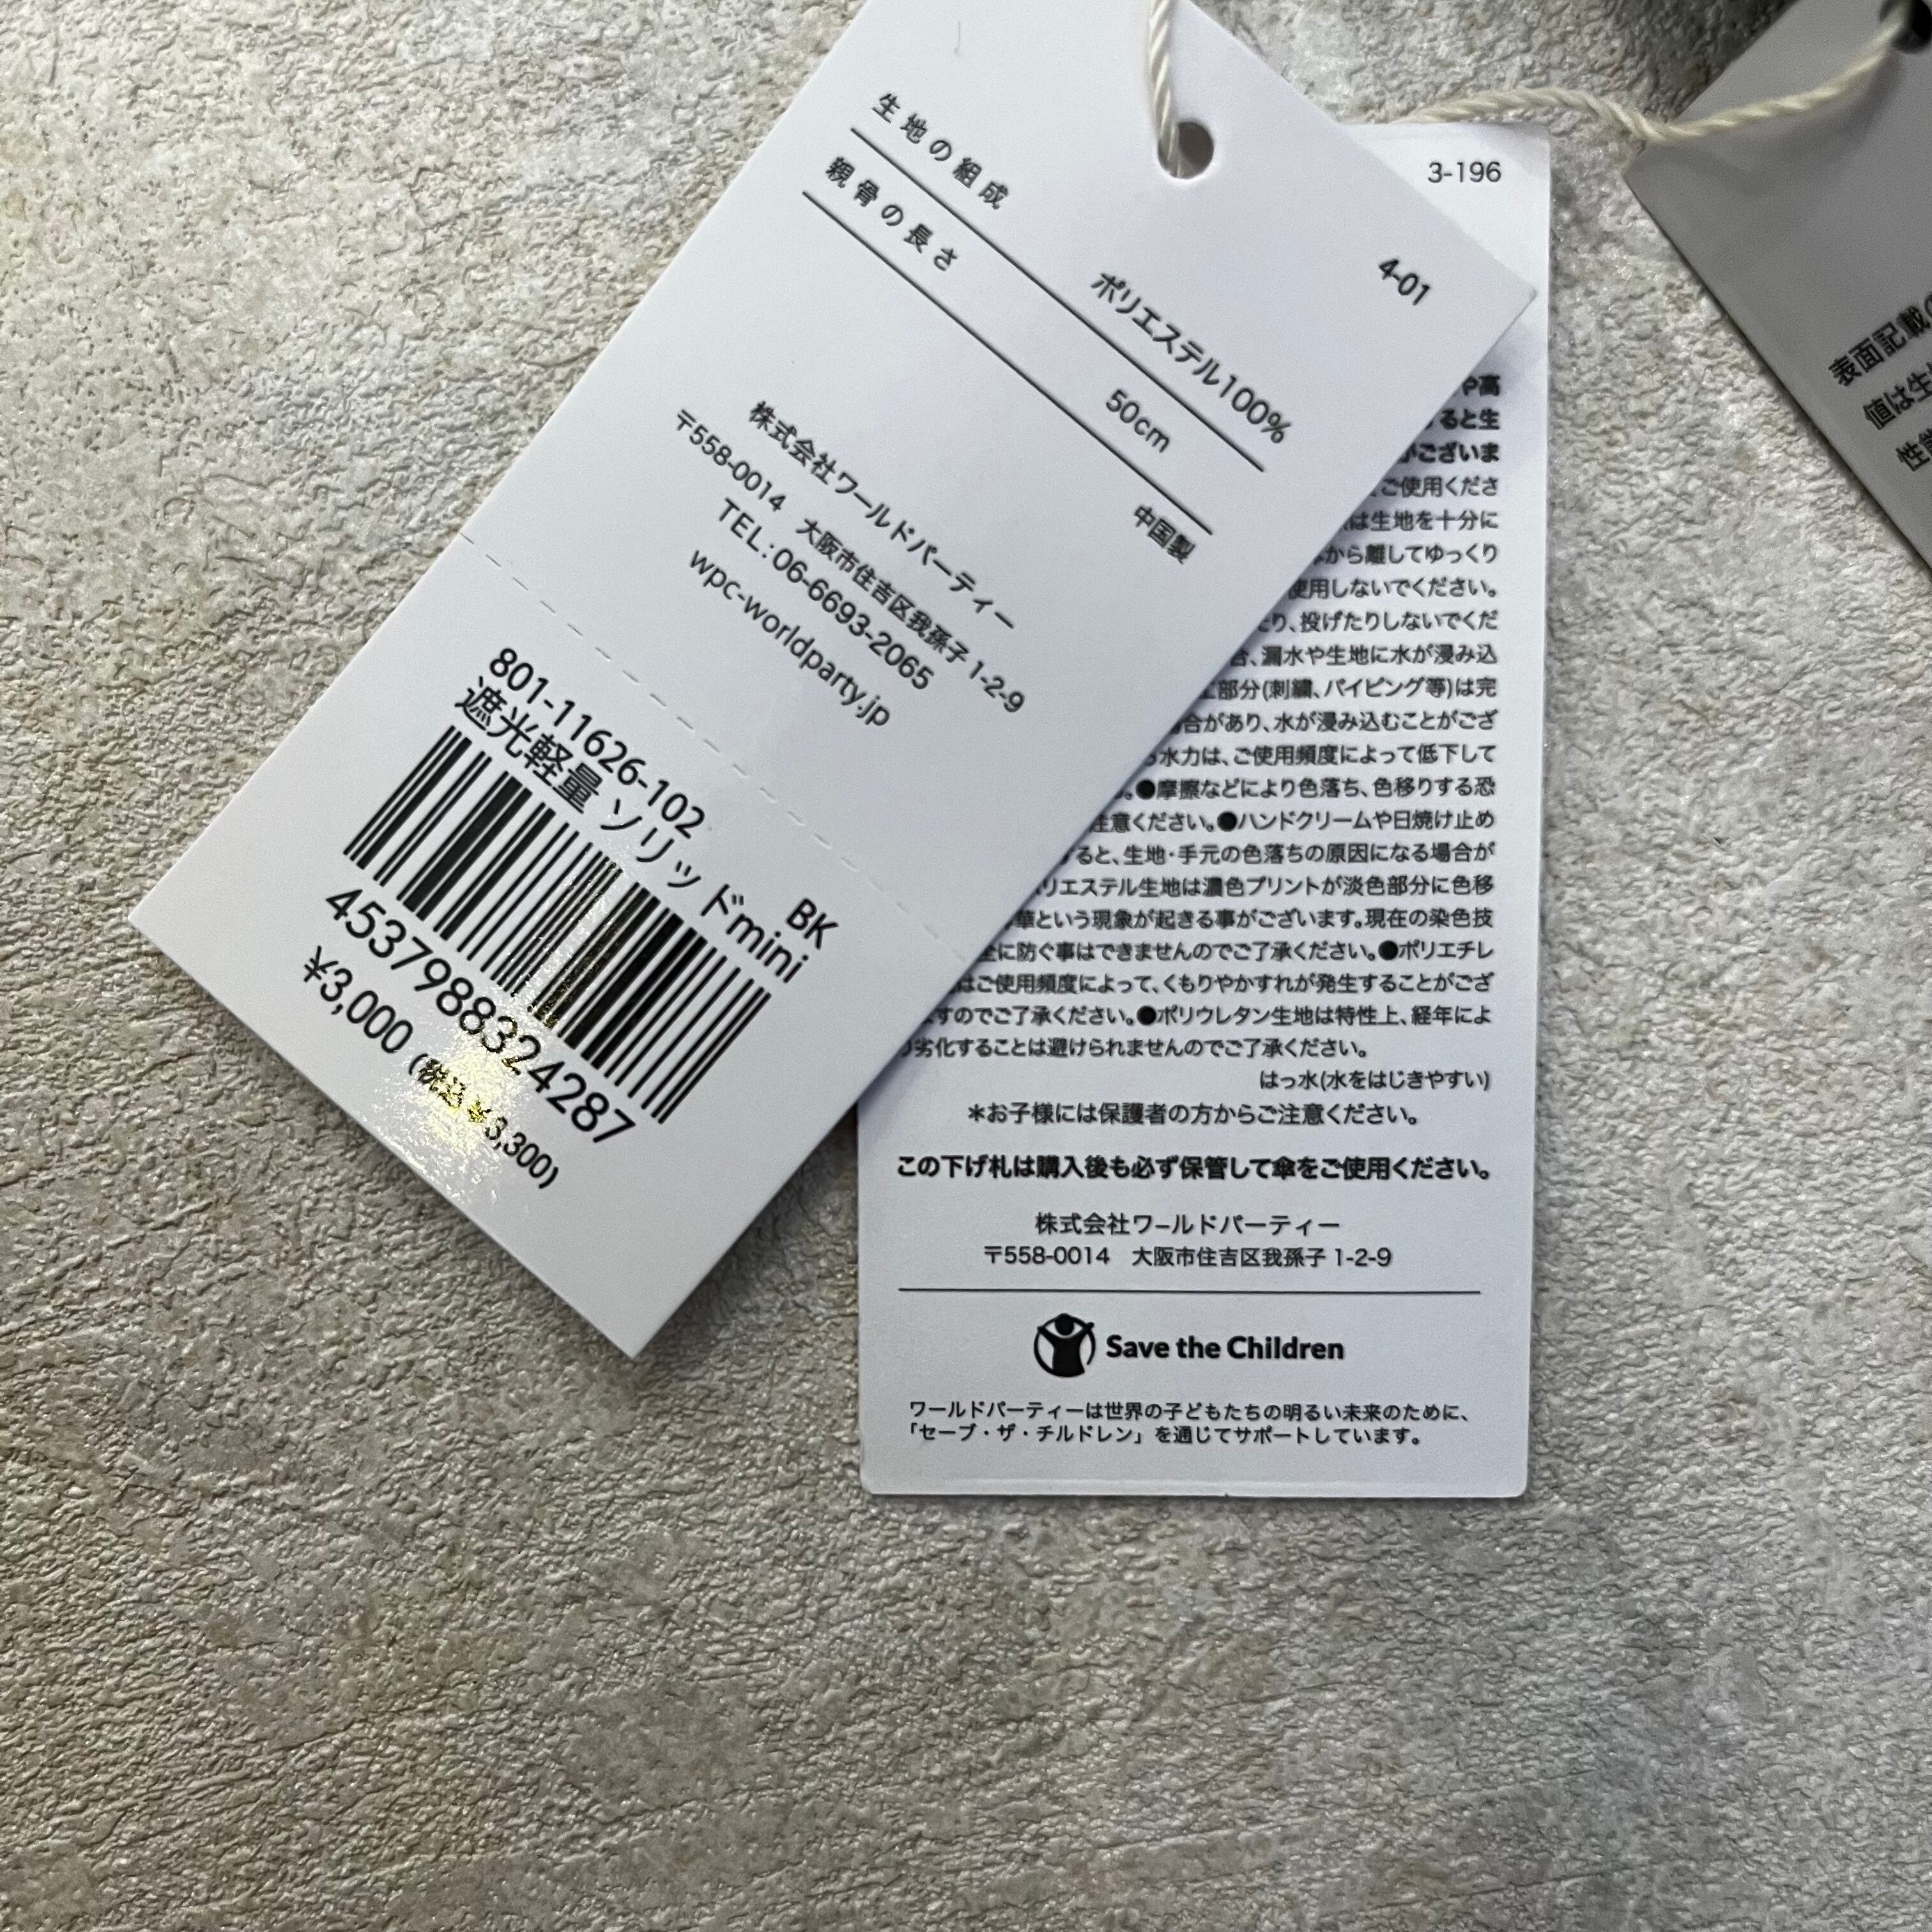 生地の組成
ポリエステル100%
親骨の長さ
50cm
中国製
4-01
株式会社ワールドパーティー
〒558-0014 大阪市住吉区我孫子1-2-9
TEL:06-6693-2065
wpc-worldparty.jp
801-11626-102 BK
遮光軽量 ソリッドmini
4537988324287
¥3,000 (税込¥3,300)
3-196
や高
ると生
がございま
ご使用くださ
は生地を十分に
から離してゆっくり
使用しないでください。
たり、投げたりしないでくだ
合、漏水や生地に水が浸み込
工部分(刺繍、パイピング等)は完
場合があり、水が浸み込むことがござ
っ水力は、ご使用頻度によって低下して
。●摩擦などにより色落ち、色移りする恐
注意ください。●ハンドクリームや日焼け止め
すると、生地・手元の色落ちの原因になる場合が
ポリエステル生地は濃色プリントが淡色部分に色移
華という現象が起きる事がございます。現在の染色技
全に防ぐ事はできませんのでご了承ください。●ポリエチレ
はご使用頻度によって、くもりやかすれが発生することがござ
ますのでご了承ください。●ポリウレタン生地は特性上、経年によ
り劣化することは避けられませんのでご了承ください。
はっ水(水をはじきやすい)
*お子様には保護者の方からご注意ください。
この下げ札は購入後も必ず保管して傘をご使用ください。
株式会社ワールドパーティー
〒558-0014 大阪市住吉区我孫子1-2-9
Save the Children
ワールドパーティーは世界の子どもたちの明るい未来のために、
「セーブ・ザ・チルドレン」を通じてサポートしています。
表面記載の
値は生
性